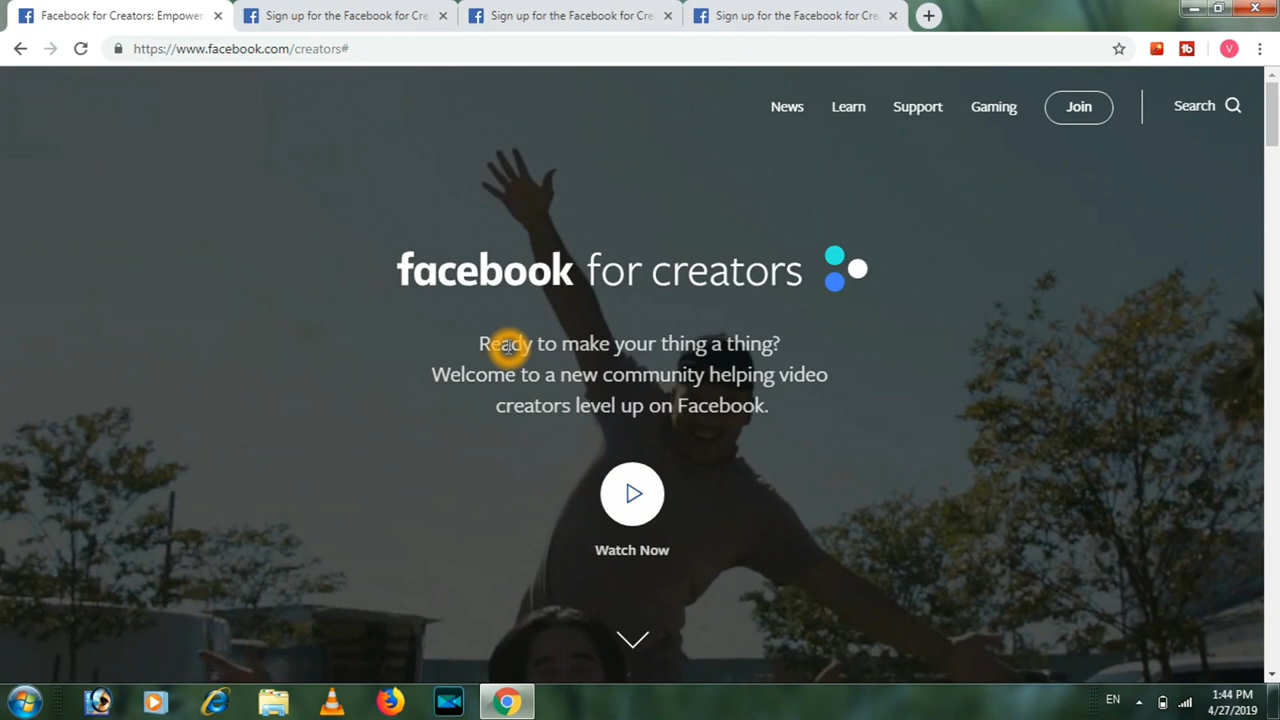 Facebook for Creators: Empower
Sign up for the Facebook for Cre
Sign up for the Facebook for Cre
Sign up for the Facebook for Cre
https://www.facebook.com/creators#
V
News
Learn
Support
Gaming
Join
Search
facebook for creators
Ready to make your thing a thing?
Welcome to a new community helping video
creators level up on Facebook.
Watch Now
EN
1:44 PM
4/27/2019